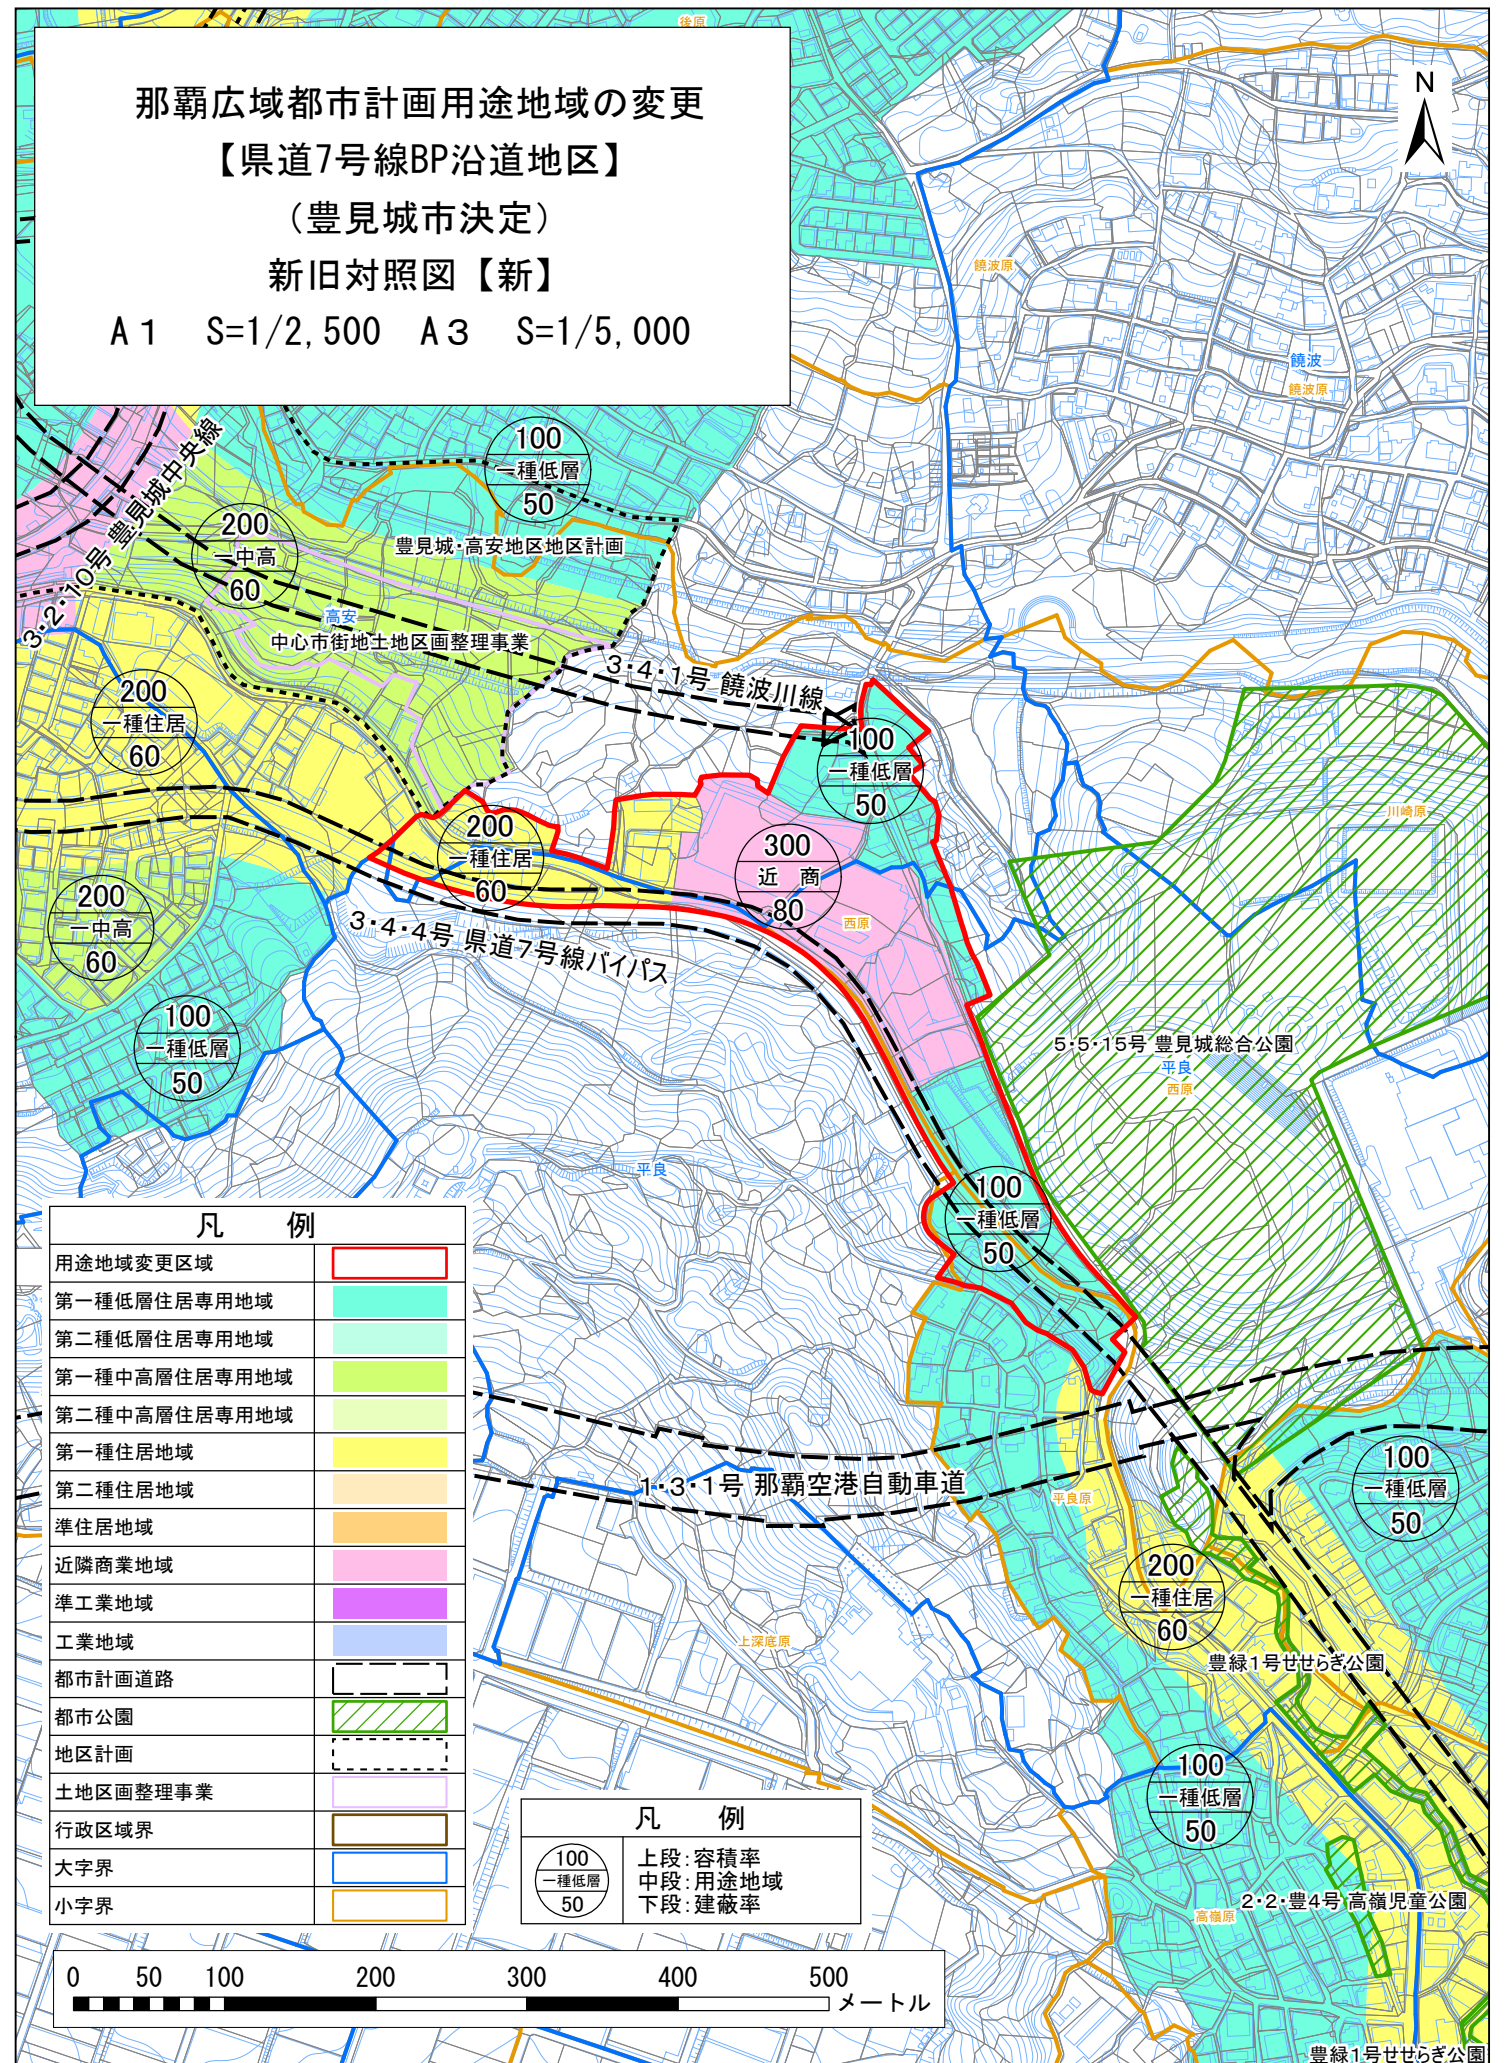 後原
那覇広域都市計画用途地域の変更
【県道7号線BP沿道地区】
（豊見城市決定）
新旧対照図【新】
A１　S=1/2,500　A３　S=1/5,000
N
饒波原
饒波
饒波原
3・2・10号 豊見城中央線
100
一種低層
50
200
一中高
60
豊見城・高安地区地区計画
高安
中心市街地土地区画整理事業
3・4・1号 饒波川線
200
一種住居
60
100
一種低層
50
200
一種住居
60
300
近 商
80
川崎原
西原
200
一中高
60
3・4・4号 県道7号線バイパス
100
一種低層
50
5・5・15号 豊見城総合公園
平良
西原
平良
100
一種低層
50
凡　例
用途地域変更区域
第一種低層住居専用地域
第二種低層住居専用地域
第一種中高層住居専用地域
第二種中高層住居専用地域
第一種住居地域
第二種住居地域
準住居地域
近隣商業地域
準工業地域
工業地域
都市計画道路
都市公園
地区計画
土地区画整理事業
行政区域界
大字界
小字界
1・3・1号 那覇空港自動車道
平良原
100
一種低層
50
200
一種住居
60
上深底原
豊緑1号せせらぎ公園
100
一種低層
50
凡　例
100
一種低層
50
上段：容積率
中段：用途地域
下段：建蔽率
2・2・豊4号 高嶺児童公園
高嶺原
0 50 100 200 300 400 500
メートル
豊緑1号せせらぎ公園